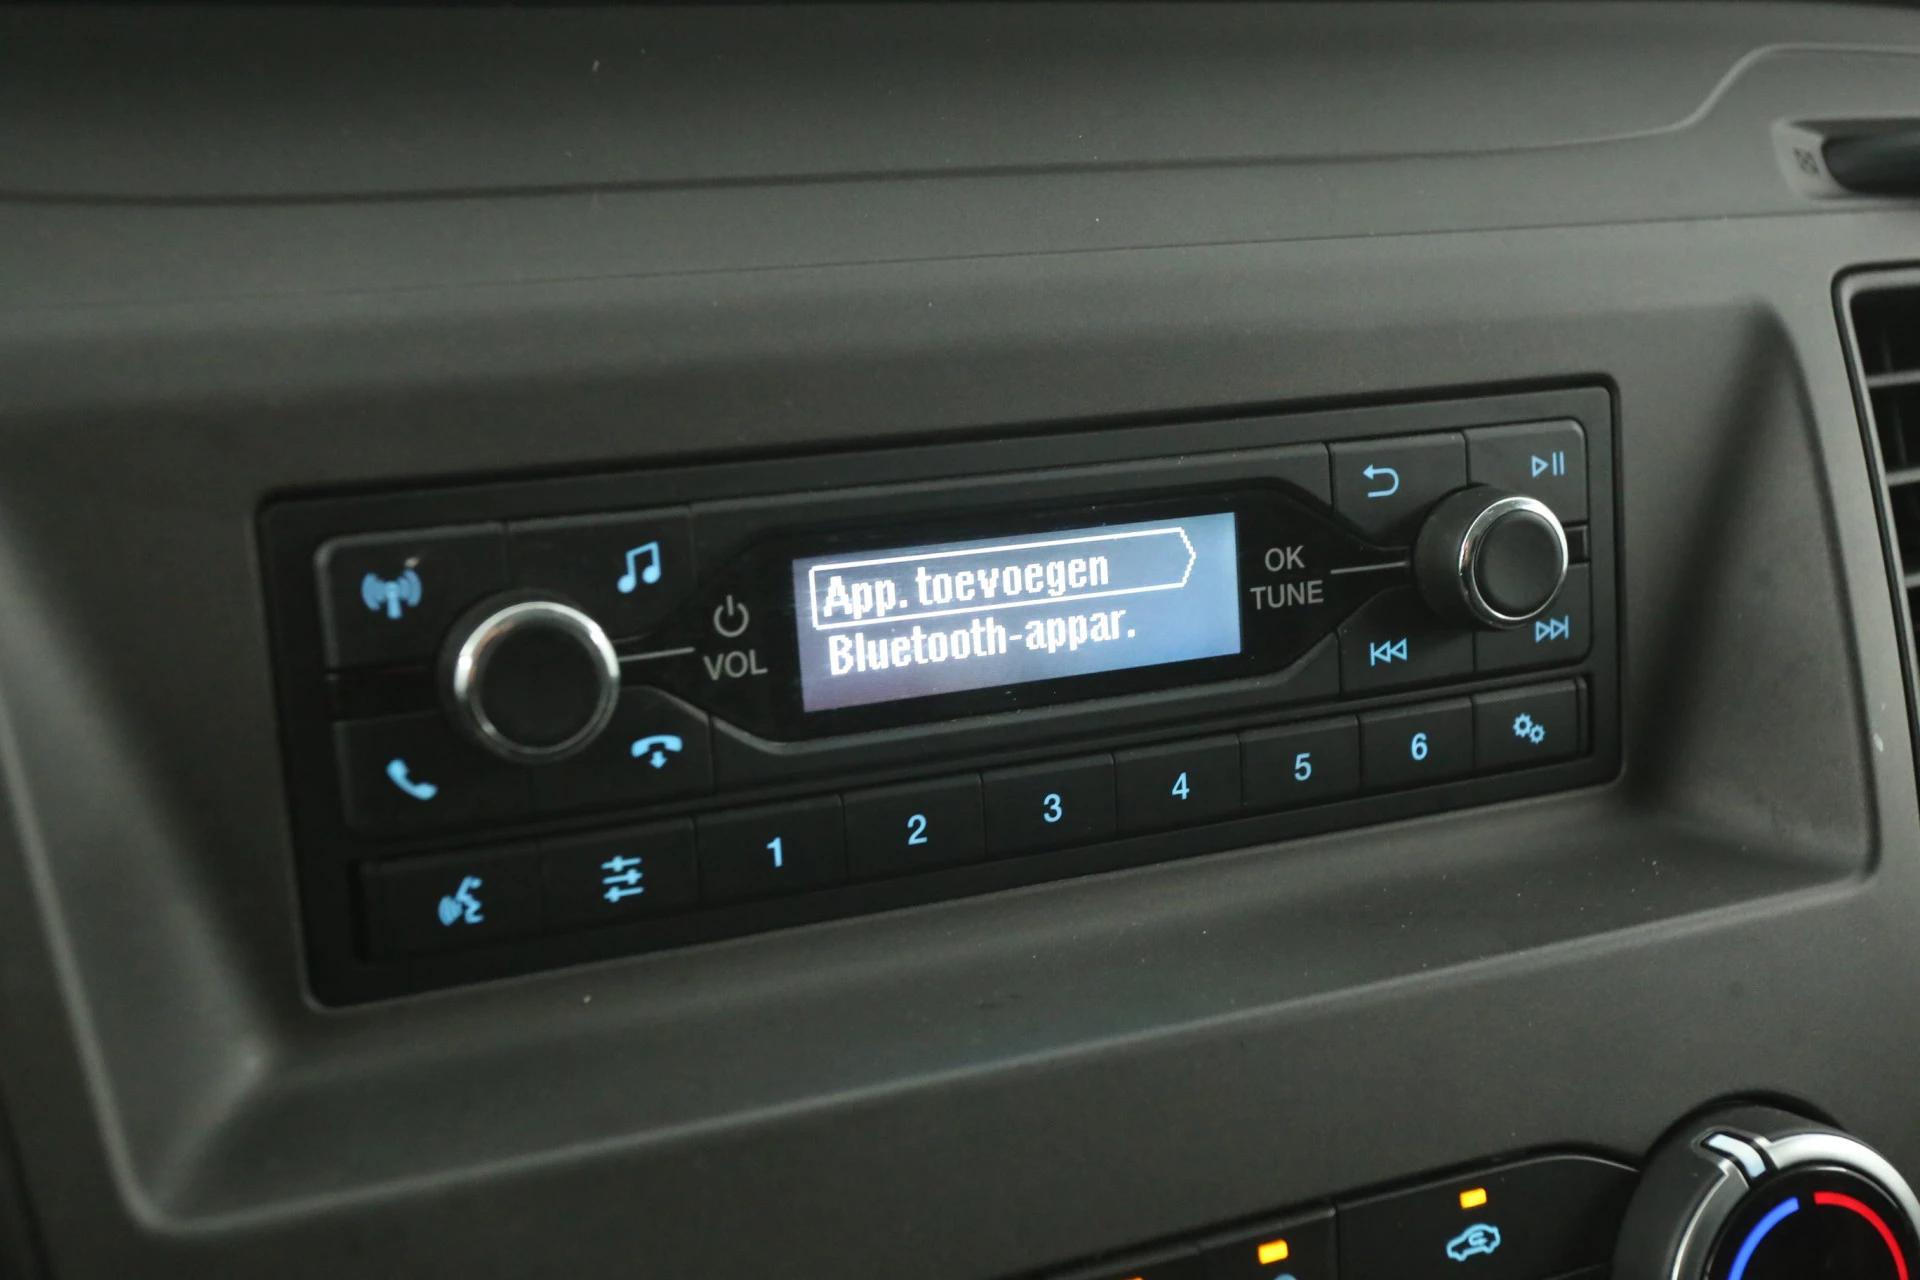 App. toevoegen
Bluetooth-appar.
VOL
OK
TUNE
1 2 3 4 5 6